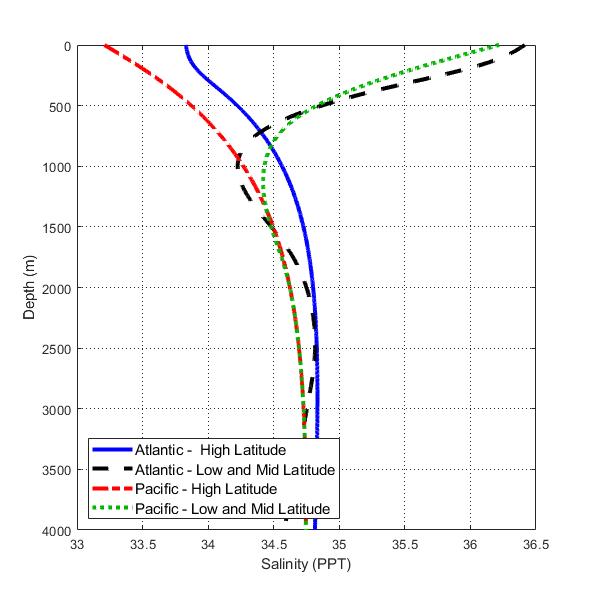 0
500
1000
1500
2000
2500
3000
3500
4000
Depth (m)
Atlantic -  High Latitude
Atlantic - Low and Mid Latitude
Pacific - High Latitude
Pacific - Low and Mid Latitude
33 33.5 34 34.5 35 35.5 36 36.5
Salinity (PPT)